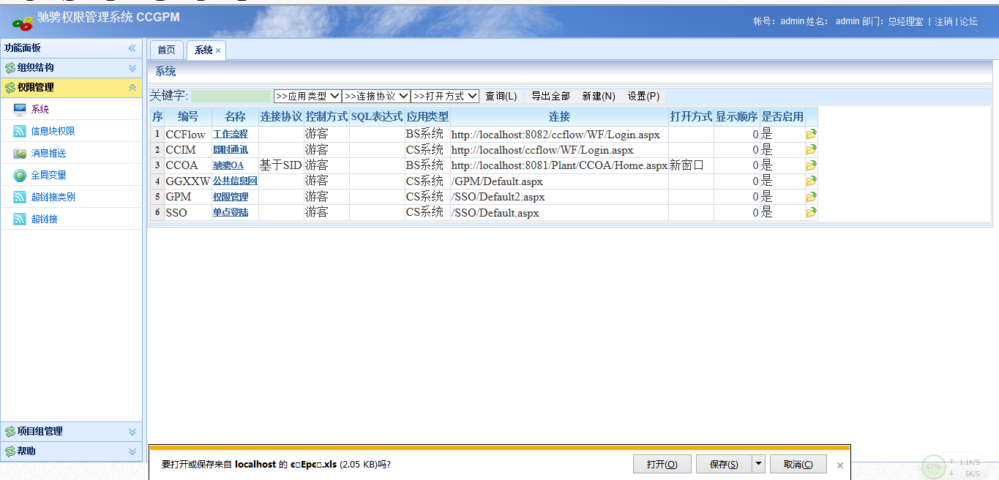 驰骋权限管理系统 CCGPM
帐号： admin 姓名： admin 部门： 总经理室 | 注销 | 论坛
功能面板
组织结构
权限管理
系统
信息块权限
消息推送
全局变量
超链接类别
超链接
项目组管理
帮助
首页 系统 ×
系统
关键字: >>应用类型 >>连接协议 >>打开方式 查询(L) 导出全部 新建(N) 设置(P)
序 编号 名称 连接协议 控制方式 SQL表达式 应用类型 连接 打开方式 显示顺序 是否启用
1 CCFlow 工作流程 游客 BS系统 http://localhost:8082/ccflow/WF/Login.aspx 0 是
2 CCIM 即时通讯 游客 CS系统 http://localhost/ccflow/WF/Login.aspx 0 是
3 CCOA 驰骋OA 基于SID 游客 BS系统 http://localhost:8081/Plant/CCOA/Home.aspx 新窗口 0 是
4 GGXXW 公共信息网 游客 CS系统 /GPM/Default.aspx 0 是
5 GPM 权限管理 游客 CS系统 /SSO/Default2.aspx 0 是
6 SSO 单点登陆 游客 CS系统 /SSO/Default.aspx 0 是
要打开或保存来自 localhost 的 є□Ερє□.xls (2.05 KB)吗?
打开(O) 保存(S) 取消(C) ×
67% 1.1K/S
5K/S